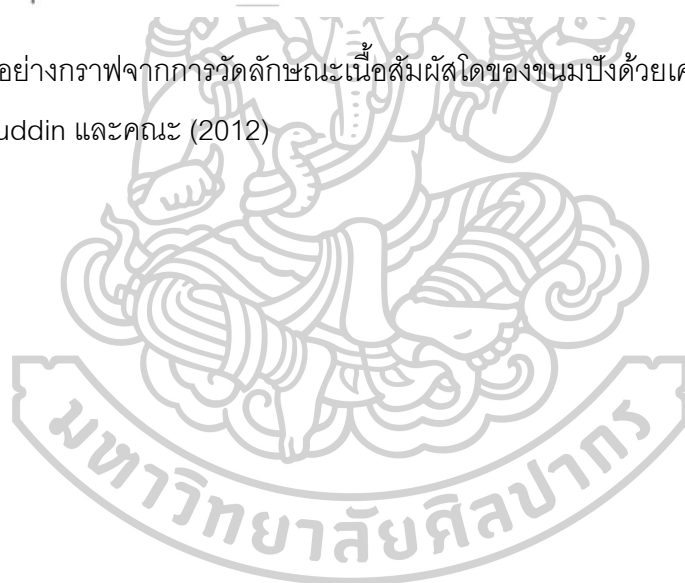 อย่างกราฟจากการวัดลักษณะเนื้อสัมผัสโดของขนมปังด้วยเค
uddin และคณะ (2012)
มหาวิทยาลัยศิลปากร